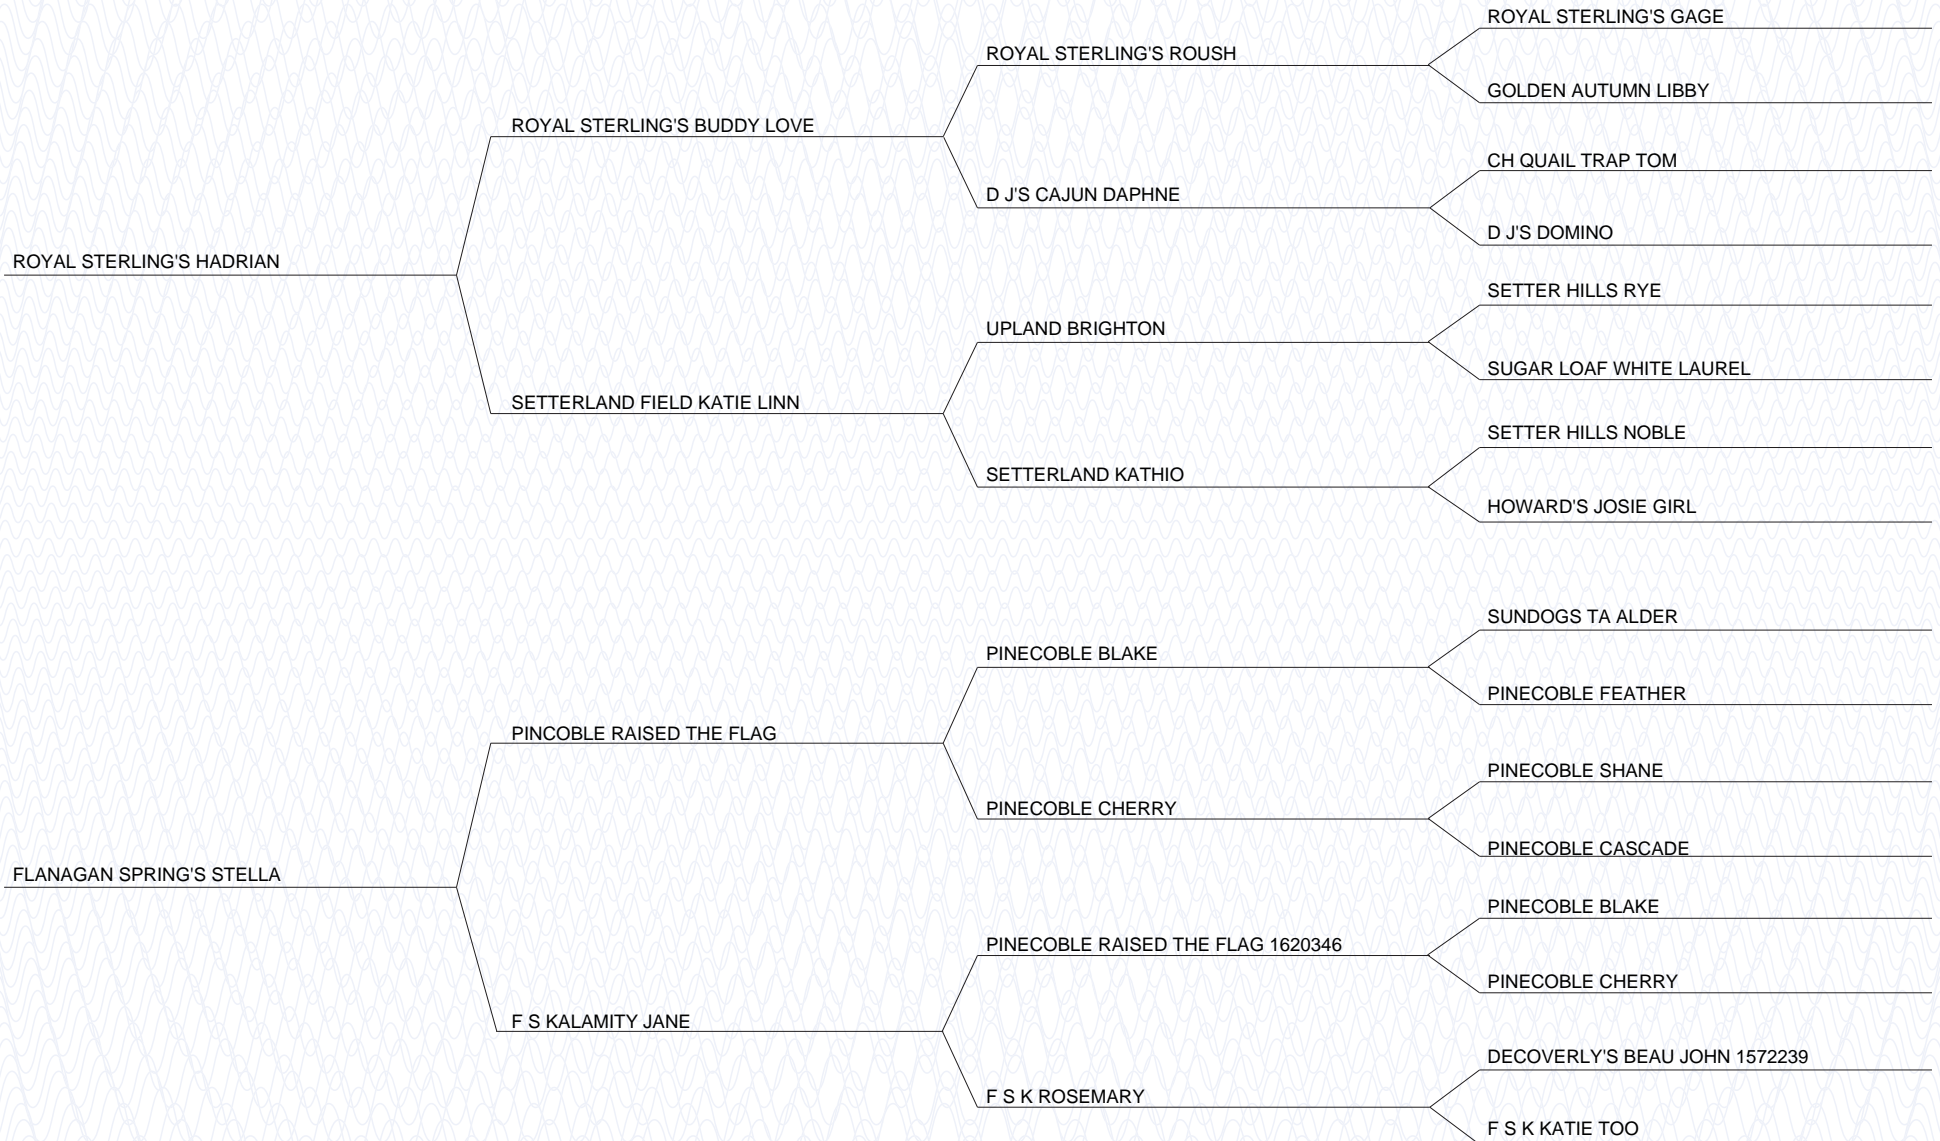 ROYAL STERLING'S GAGE
ROYAL STERLING'S ROUSH
GOLDEN AUTUMN LIBBY
ROYAL STERLING'S BUDDY LOVE
CH QUAIL TRAP TOM
D J'S CAJUN DAPHNE
D J'S DOMINO
ROYAL STERLING'S HADRIAN
SETTER HILLS RYE
UPLAND BRIGHTON
SUGAR LOAF WHITE LAUREL
SETTERLAND FIELD KATIE LINN
SETTER HILLS NOBLE
SETTERLAND KATHIO
HOWARD'S JOSIE GIRL
SUNDOGS TA ALDER
PINECOBLE BLAKE
PINECOBLE FEATHER
PINCOBLE RAISED THE FLAG
PINECOBLE SHANE
PINECOBLE CHERRY
PINECOBLE CASCADE
FLANAGAN SPRING'S STELLA
PINECOBLE BLAKE
PINECOBLE RAISED THE FLAG 1620346
PINECOBLE CHERRY
F S KALAMITY JANE
DECOVERLY'S BEAU JOHN 1572239
F S K ROSEMARY
F S K KATIE TOO